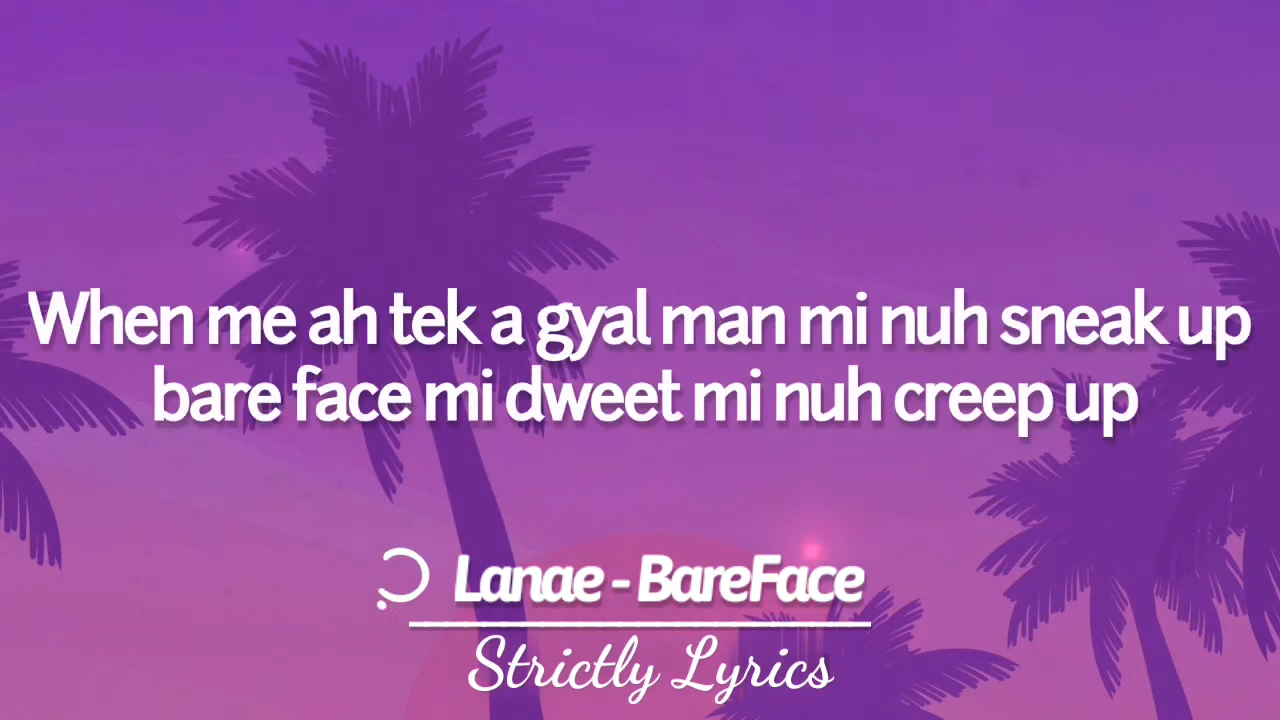 When me ah tek a gyal man mi nuh sneak up
bare face mi dweet mi nuh creep up
Lanae - BareFace
Strictly Lyrics